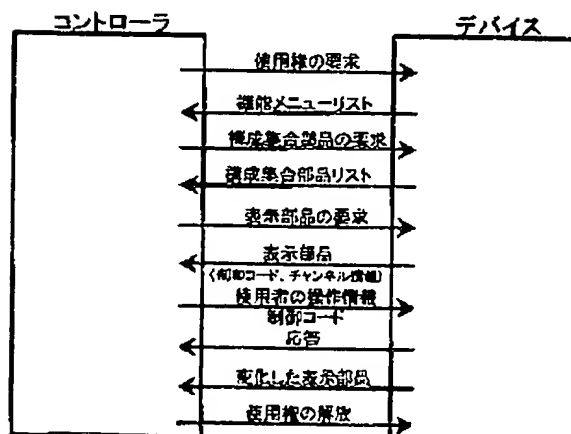 コントローラ
デバイス
使用権の要求
機能メニューリスト
構成集合部品の要求
構成集合部品リスト
表示部品の要求
表示部品
(制御コード、チャンネル情報)
使用者の操作情報
制御コード
応答
変化した表示部品
使用権の解放